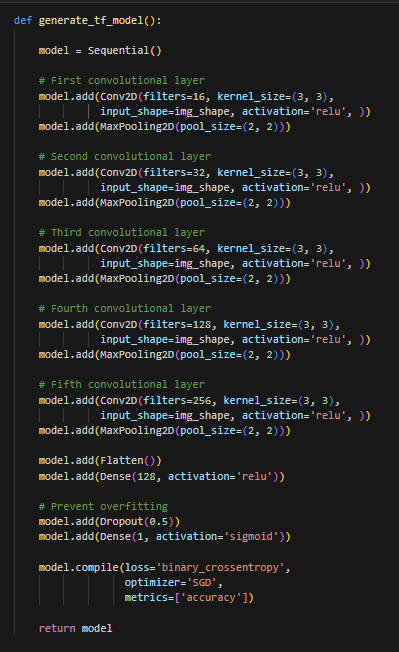 def generate_tf_model():
model = Sequential()
# First convolutional layer
model.add(Conv2D(filters=16, kernel_size=(3, 3),
input_shape=img_shape, activation='relu', ))
model.add(MaxPooling2D(pool_size=(2, 2)))
# Second convolutional layer
model.add(Conv2D(filters=32, kernel_size=(3, 3),
input_shape=img_shape, activation='relu', ))
model.add(MaxPooling2D(pool_size=(2, 2)))
# Third convolutional layer
model.add(Conv2D(filters=64, kernel_size=(3, 3),
input_shape=img_shape, activation='relu', ))
model.add(MaxPooling2D(pool_size=(2, 2)))
# Fourth convolutional layer
model.add(Conv2D(filters=128, kernel_size=(3, 3),
input_shape=img_shape, activation='relu', ))
model.add(MaxPooling2D(pool_size=(2, 2)))
# Fifth convolutional layer
model.add(Conv2D(filters=256, kernel_size=(3, 3),
input_shape=img_shape, activation='relu', ))
model.add(MaxPooling2D(pool_size=(2, 2)))
model.add(Flatten())
model.add(Dense(128, activation='relu'))
# Prevent overfitting
model.add(Dropout(0.5))
model.add(Dense(1, activation='sigmoid'))
model.compile(loss='binary_crossentropy',
optimizer='SGD',
metrics=['accuracy'])
return model